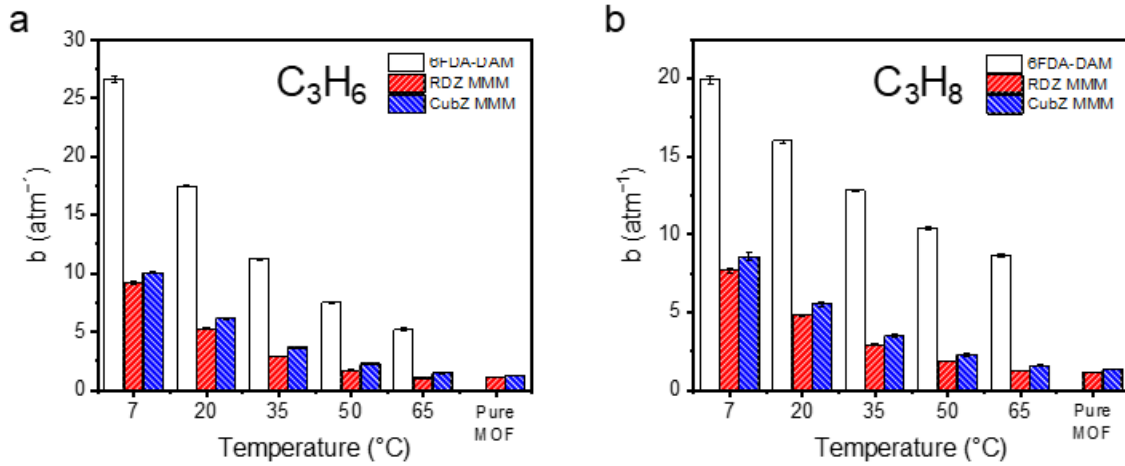 a
30
25
20
15
10
5
0
b (atm⁻¹)
C₃H₆
6FDA-DAM
RDZ MMM
CubZ MMM
7 20 35 50 65 Pure MOF
Temperature (°C)
b
20
15
10
5
0
b (atm⁻¹)
C₃H₈
6FDA-DAM
RDZ MMM
CubZ MMM
7 20 35 50 65 Pure MOF
Temperature (°C)